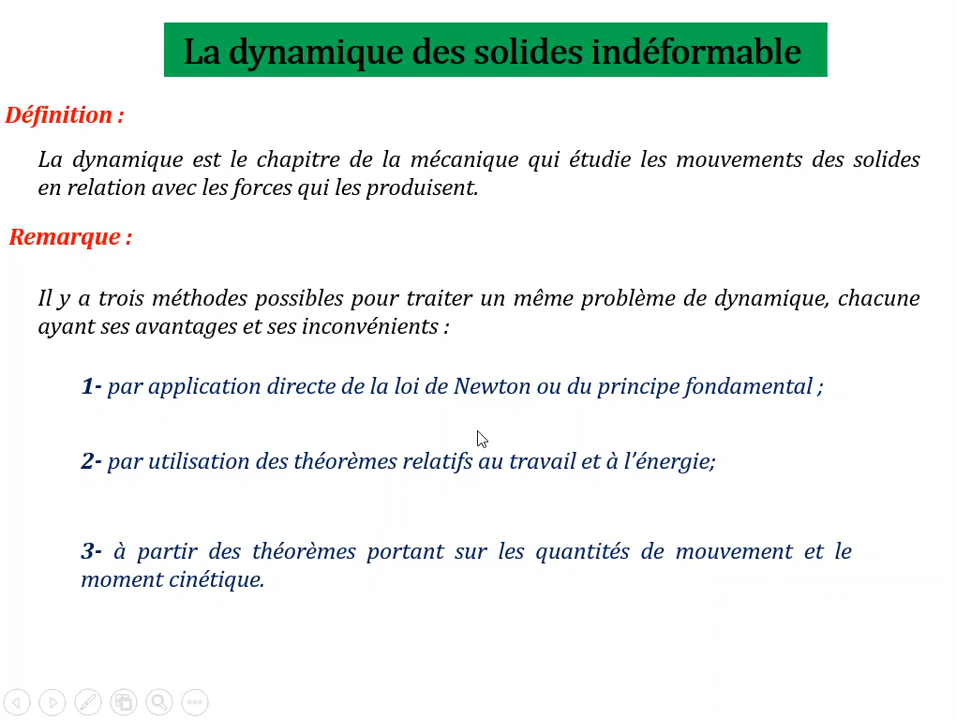 La dynamique des solides indéformable
Définition :
La dynamique est le chapitre de la mécanique qui étudie les mouvements des solides
en relation avec les forces qui les produisent.
Remarque :
Il y a trois méthodes possibles pour traiter un même problème de dynamique, chacune
ayant ses avantages et ses inconvénients :
1- par application directe de la loi de Newton ou du principe fondamental ;
2- par utilisation des théorèmes relatifs au travail et à l’énergie;
3- à partir des théorèmes portant sur les quantités de mouvement et le
moment cinétique.